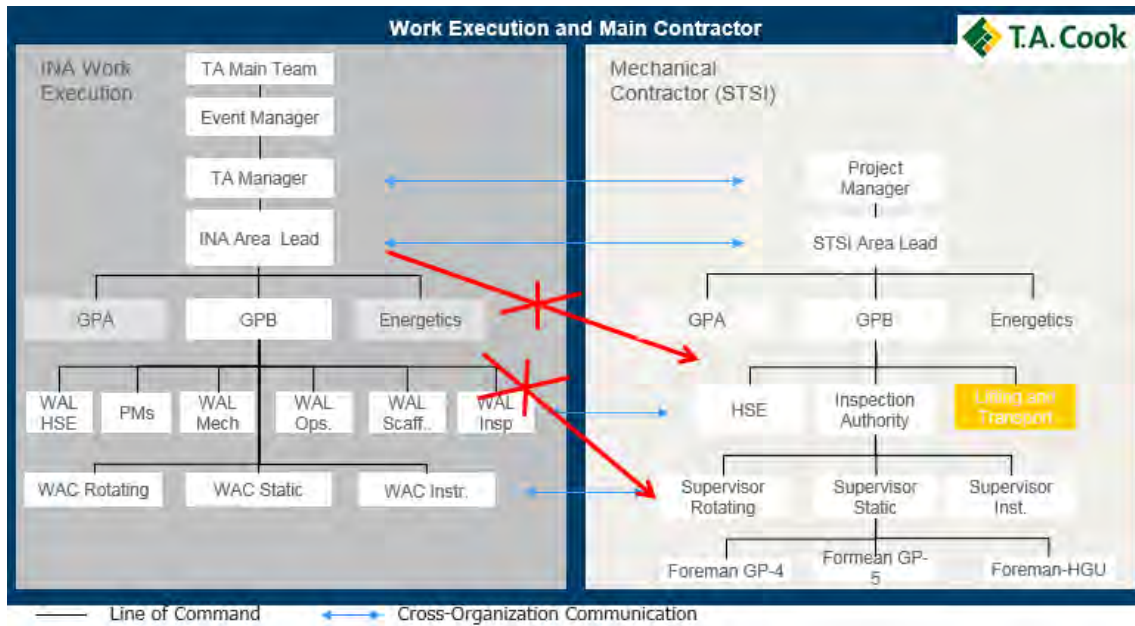 Work Execution and Main Contractor
T.A. Cook
INA Work
Execution
TA Main Team
Event Manager
TA Manager
INA Area Lead
GPA
GPB
Energetics
WAL
HSE
PMs
WAL
Mech
WAL
Ops.
WAL
Scaff..
WAL
Insp
WAC Rotating
WAC Static
WAC Instr.
Mechanical
Contractor (STSI)
Project
Manager
STSI Area Lead
GPA
GPB
Energetics
HSE
Inspection
Authority
Lifting and
Transport
Supervisor
Rotating
Supervisor
Static
Supervisor
Inst.
Foreman GP-4
Formean GP-
5
Foreman-HGU
Line of Command
Cross-Organization Communication